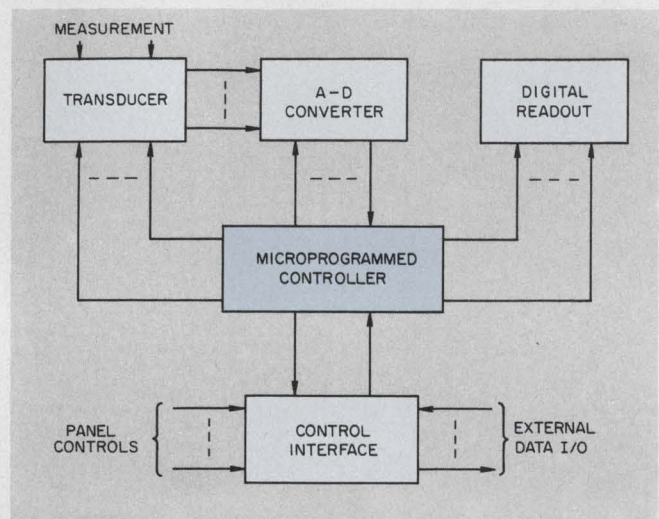 MEASUREMENT
TRANSDUCER
A-D
CONVERTER
DIGITAL
READOUT
MICROPROGRAMMED
CONTROLLER
PANEL
CONTROLS
CONTROL
INTERFACE
EXTERNAL
DATA I/O